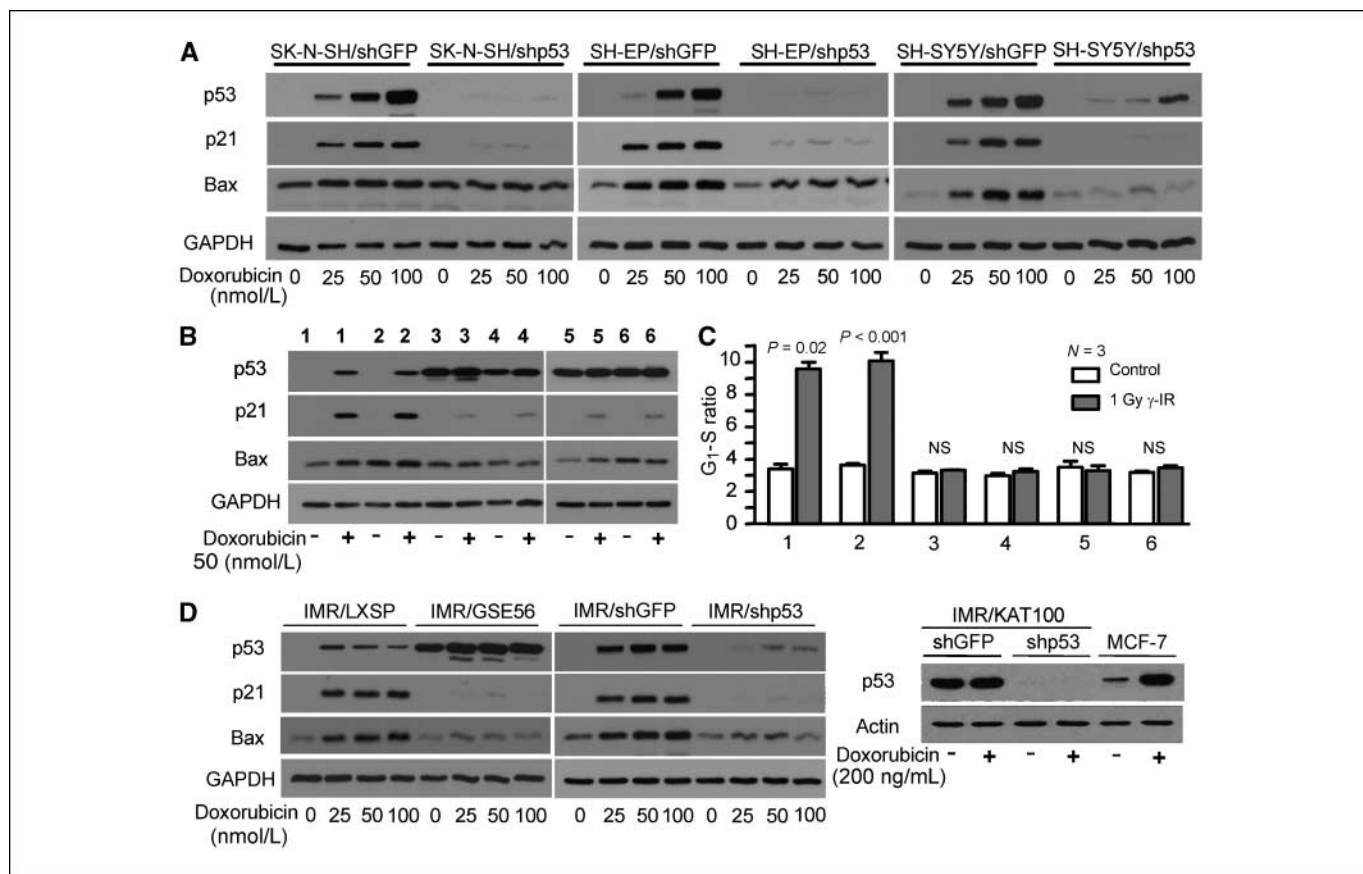 A
SK-N-SH/shGFP SK-N-SH/shp53 SH-EP/shGFP SH-EP/shp53 SH-SY5Y/shGFP SH-SY5Y/shp53
p53
p21
Bax
GAPDH
Doxorubicin 0 25 50 100 0 25 50 100 0 25 50 100 0 25 50 100 0 25 50 100 0 25 50 100
(nmol/L)
B
1 1 2 2 3 3 4 4 5 5 6 6
p53
p21
Bax
GAPDH
Doxorubicin - + - + - + - + - + - +
50 (nmol/L)
C
P = 0.02 P < 0.001
N = 3
Control
1 Gy γ-IR
NS NS NS NS
G1-S ratio
10
8
6
4
2
0
1 2 3 4 5 6
D
IMR/LXSP IMR/GSE56 IMR/shGFP IMR/shp53
p53
p21
Bax
GAPDH
Doxorubicin 0 25 50 100 0 25 50 100 0 25 50 100 0 25 50 100
nmol/L)
IMR/KAT100
shGFP shp53 MCF-7
p53
Actin
Doxorubicin - + - + - +
(200 ng/mL)